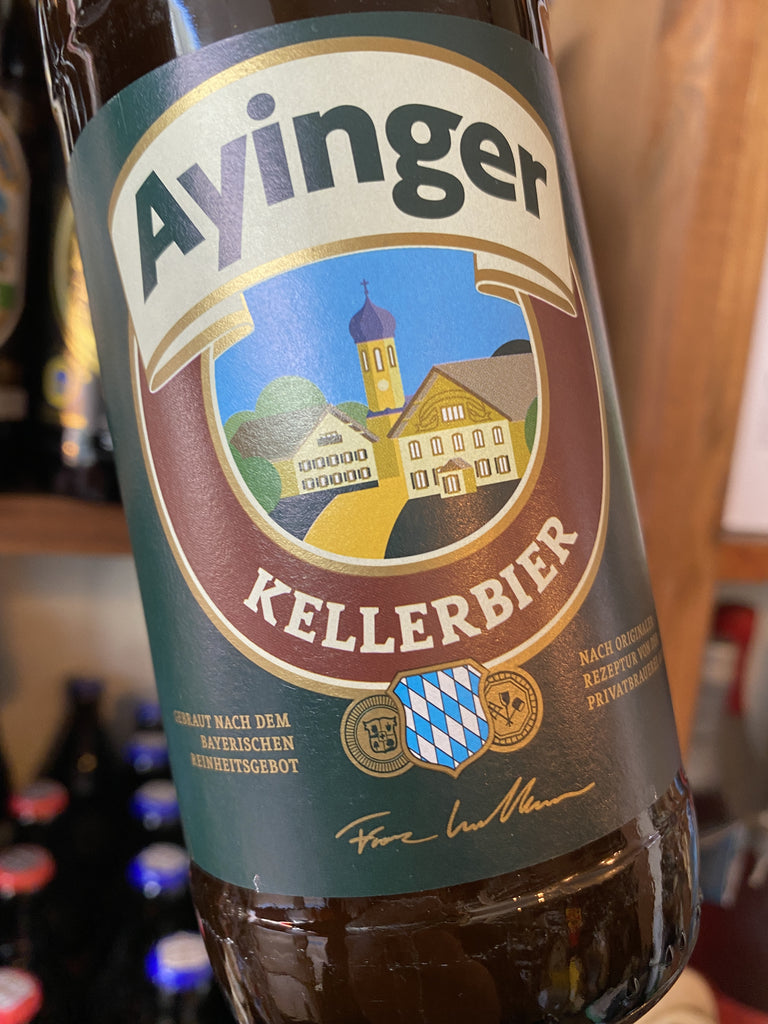 Ayinger
KELLERBIER
GEBRAUT NACH DEM
BAYERISCHEN
REINHEITSGEBOT
NACH ORIGINALER
REZEPTUR VON DER
PRIVATBRAUEREI